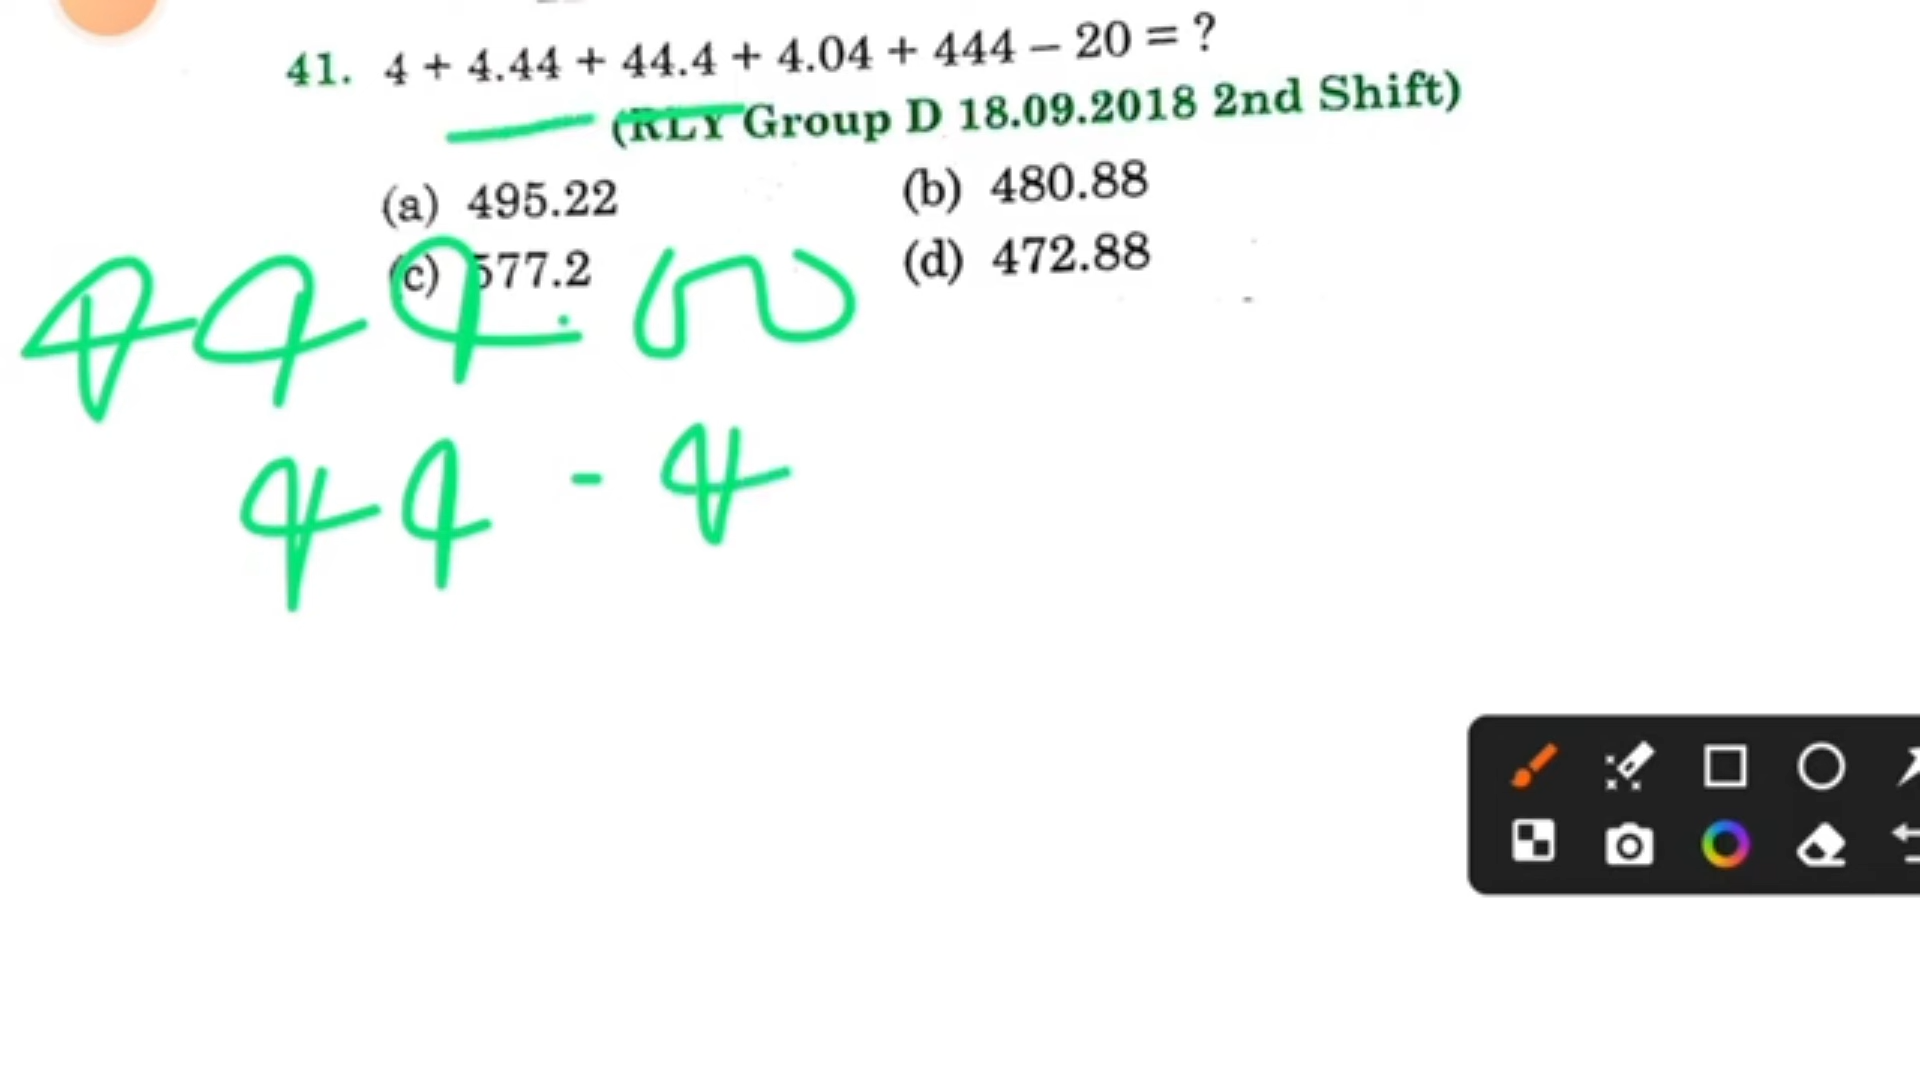 41. 4 + 4.44 + 44.4 + 4.04 + 444 – 20 = ?
(RLY Group D 18.09.2018 2nd Shift)
(a) 495.22 (b) 480.88
(c) 577.2 (d) 472.88
444.00
44.4